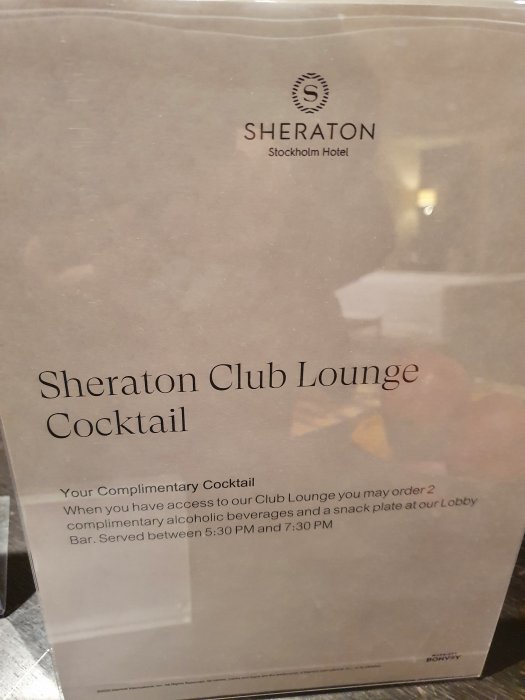 S
SHERATON
Stockholm Hotel
Sheraton Club Lounge
Cocktail
Your Complimentary Cocktail
When you have access to our Club Lounge you may order 2
complimentary alcoholic beverages and a snack plate at our Lobby
Bar. Served between 5:30 PM and 7:30 PM
BONVOY